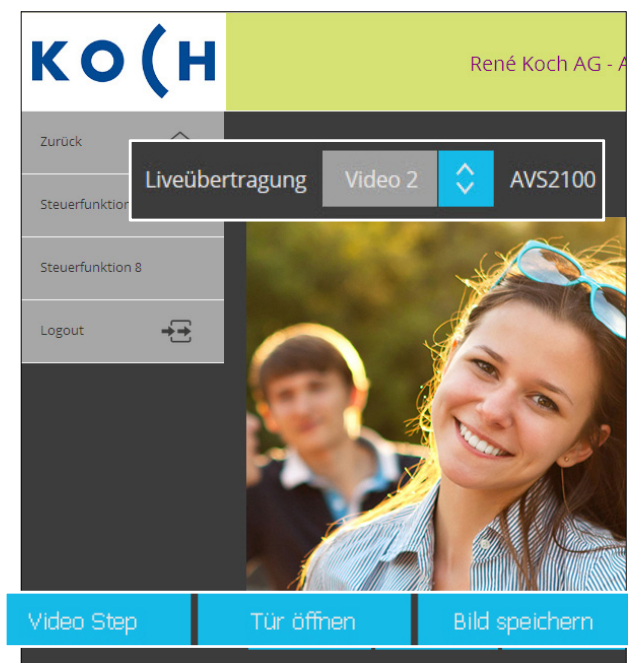 KOCH
René Koch AG - A
Zurück
Liveübertragung Video 2 AVS2100
Steuerfunktion
Steuerfunktion 8
Logout
Video Step Tür öffnen Bild speichern